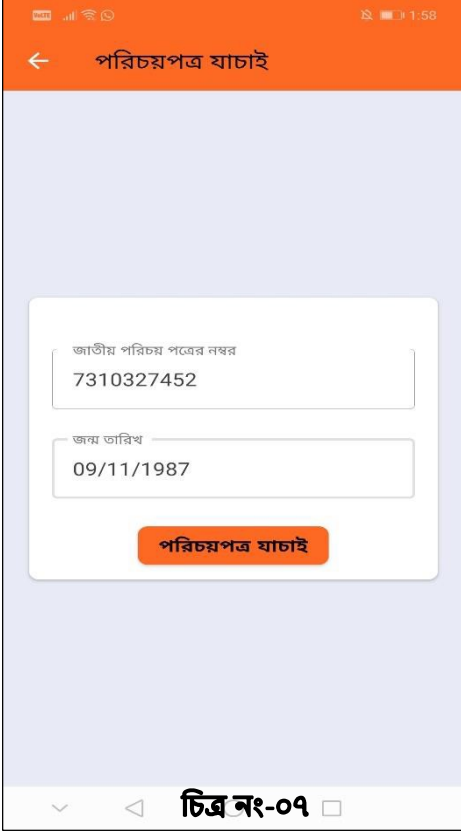 VoLTE 1:58
পরিচয়পত্র যাচাই
জাতীয় পরিচয় পত্রের নম্বর
7310327452
জন্ম তারিখ
09/11/1987
পরিচয়পত্র যাচাই
চিত্র নং-০৭